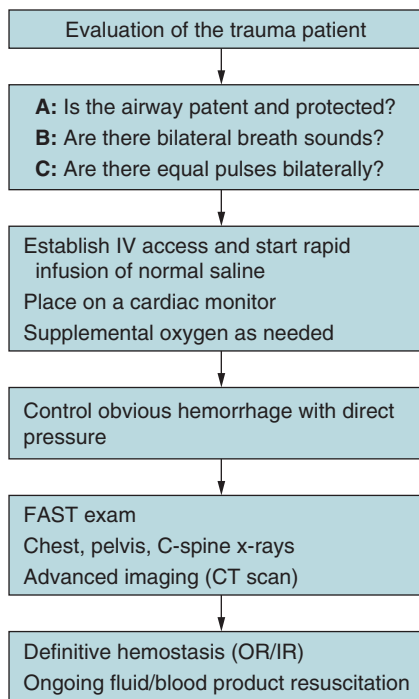 Evaluation of the trauma patient
A: Is the airway patent and protected?
B: Are there bilateral breath sounds?
C: Are there equal pulses bilaterally?
Establish IV access and start rapid
infusion of normal saline
Place on a cardiac monitor
Supplemental oxygen as needed
Control obvious hemorrhage with direct
pressure
FAST exam
Chest, pelvis, C-spine x-rays
Advanced imaging (CT scan)
Definitive hemostasis (OR/IR)
Ongoing fluid/blood product resuscitation